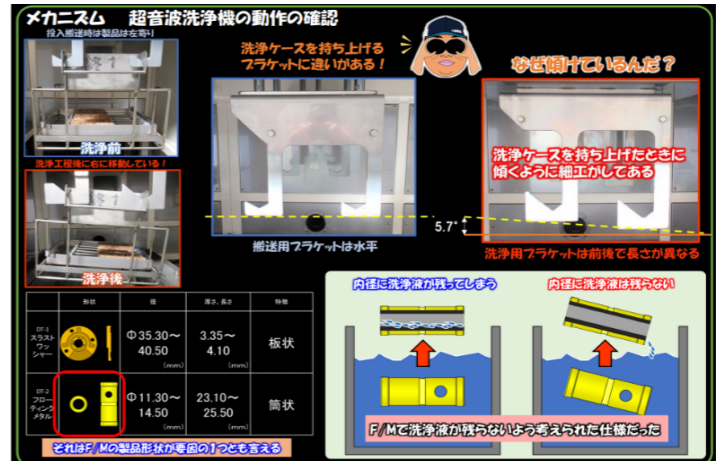 メカニズム 超音波洗浄機の動作の確認
投入搬送時は製品は左寄り
洗浄前
洗浄工程後に右に移動している!
洗浄後
洗浄ケースを持ち上げる
ブラケットに違いがある!
搬送用ブラケットは水平
なぜ傾けているんだ?
洗浄ケースを持ち上げたときに
傾くように細工がしてある
5.7°
洗浄用ブラケットは前後で長さが異なる
形状 径 厚さ、長さ 特徴
DT-1
スラスト
ワッ
シャー
Φ35.30~
40.50
(mm)
3.35~
4.10
(mm)
板状
DT-2
フロー
ティング
メタル
Φ11.30~
14.50
(mm)
23.10~
25.50
(mm)
筒状
それはF/Mの製品形状が要因の1つとも言える
内径に洗浄液が残ってしまう
内径に洗浄液は残らない
F/Mで洗浄液が残らないよう考えられた仕様だった